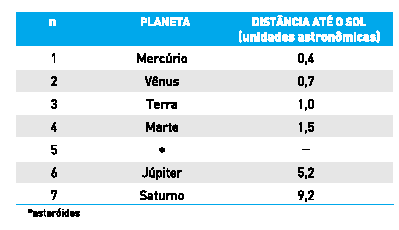 n PLANETA DISTÂNCIA ATÉ O SOL
(unidades astronômicas)
1 Mercúrio 0,4
2 Vênus 0,7
3 Terra 1,0
4 Marte 1,5
5 * —
6 Júpiter 5,2
7 Saturno 9,2
*asteróides